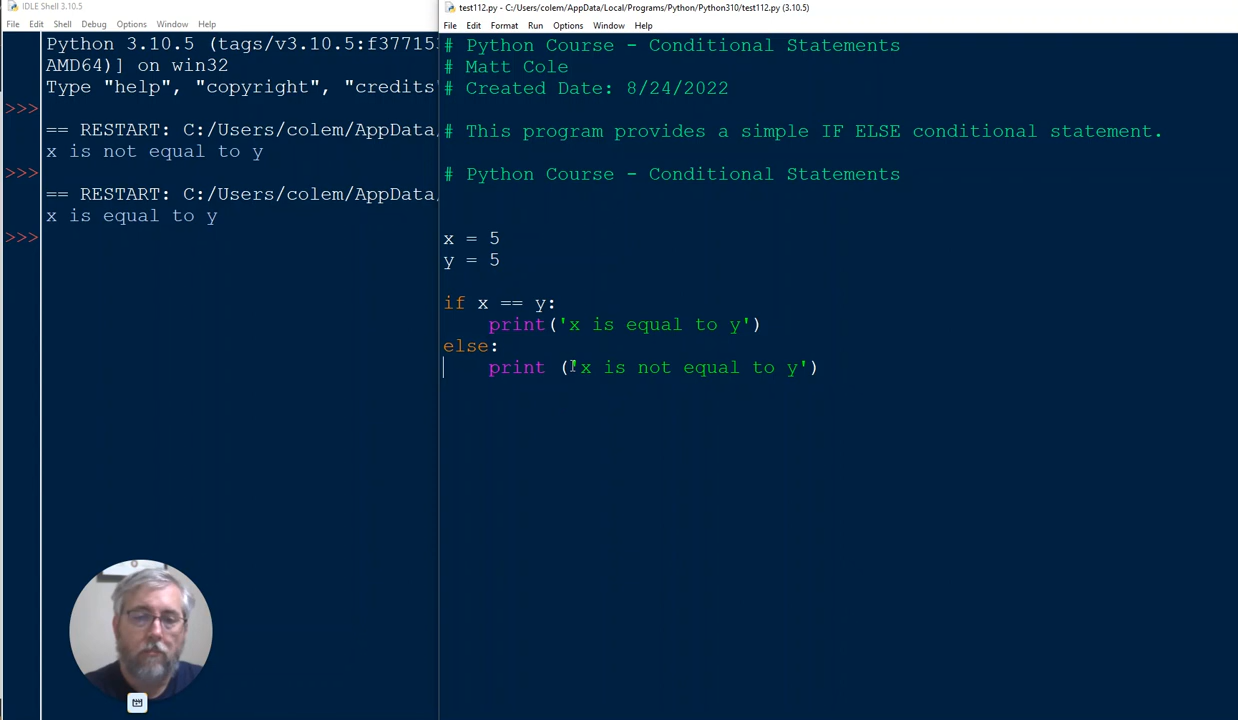 IDLE Shell 3.10.5
File Edit Shell Debug Options Window Help
Python 3.10.5 (tags/v3.10.5:f37715
AMD64)] on win32
Type "help", "copyright", "credits"
>>>
== RESTART: C:/Users/colem/AppData/
x is not equal to y
>>>
== RESTART: C:/Users/colem/AppData/
x is equal to y
>>>
test112.py - C:/Users/colem/AppData/Local/Programs/Python/Python310/test112.py (3.10.5)
File Edit Format Run Options Window Help
# Python Course - Conditional Statements
# Matt Cole
# Created Date: 8/24/2022
# This program provides a simple IF ELSE conditional statement.
# Python Course - Conditional Statements
x = 5
y = 5
if x == y:
    print('x is equal to y')
else:
    print ('x is not equal to y')